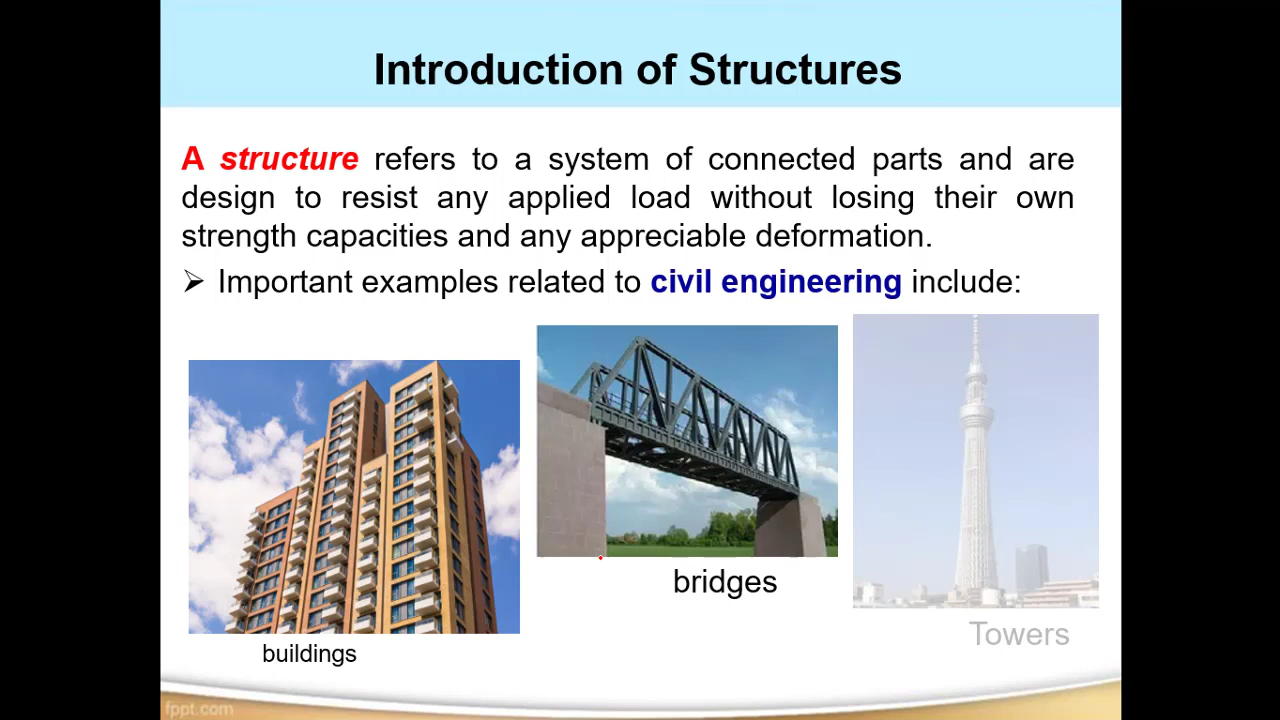 Introduction of Structures
A structure refers to a system of connected parts and are
design to resist any applied load without losing their own
strength capacities and any appreciable deformation.
➢ Important examples related to civil engineering include:
bridges
Towers
buildings
fppt.com